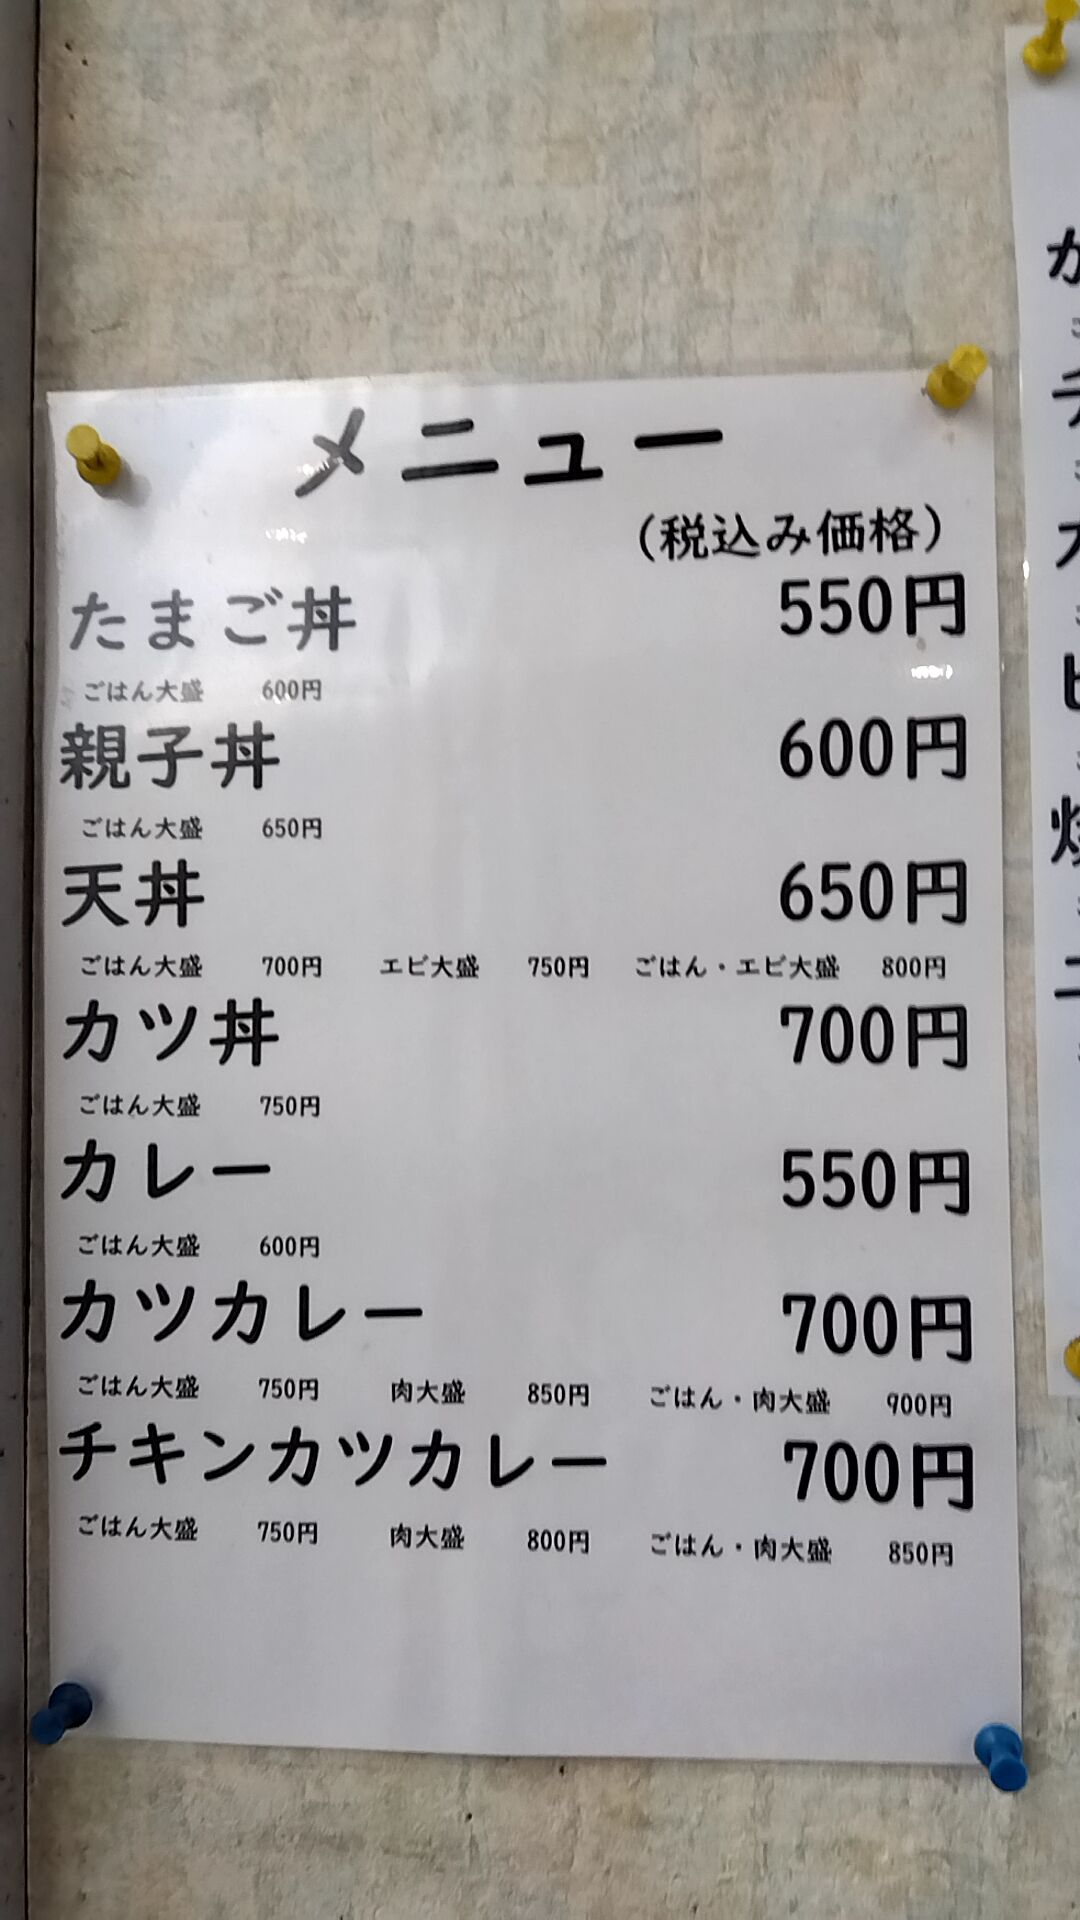 メニュー
(税込み価格)
たまご丼 550円
ごはん大盛 600円
親子丼 600円
ごはん大盛 650円
天丼 650円
ごはん大盛 700円 エビ大盛 750円 ごはん・エビ大盛 800円
カツ丼 700円
ごはん大盛 750円
カレー 550円
ごはん大盛 600円
カツカレー 700円
ごはん大盛 750円 肉大盛 850円 ごはん・肉大盛 900円
チキンカツカレー 700円
ごはん大盛 750円 肉大盛 800円 ごはん・肉大盛 850円